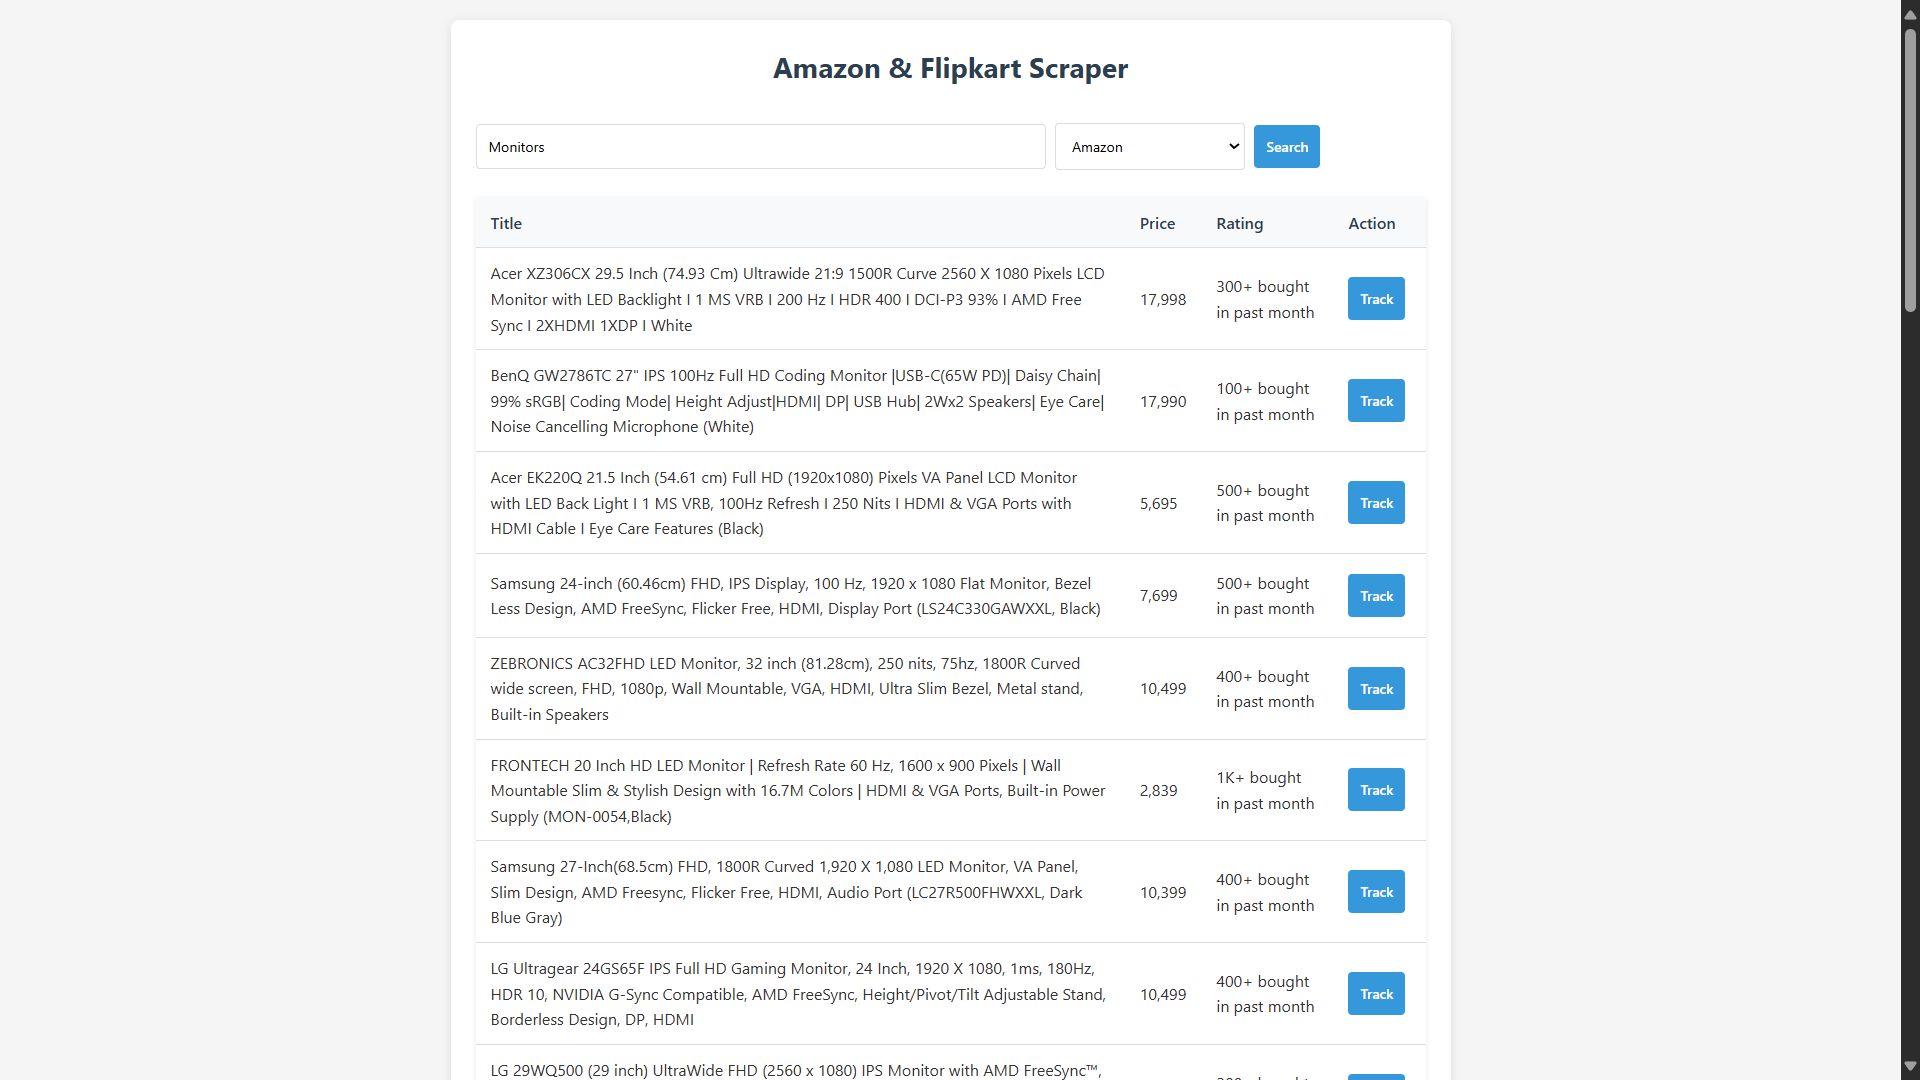 Amazon & Flipkart Scraper
Monitors
Amazon
Search
Title Price Rating Action
Acer XZ306CX 29.5 Inch (74.93 Cm) Ultrawide 21:9 1500R Curve 2560 X 1080 Pixels LCD
Monitor with LED Backlight I 1 MS VRB I 200 Hz I HDR 400 I DCI-P3 93% I AMD Free
Sync I 2XHDMI 1XDP I White
17,998
300+ bought
in past month
Track
BenQ GW2786TC 27" IPS 100Hz Full HD Coding Monitor |USB-C(65W PD)| Daisy Chain|
99% sRGB| Coding Mode| Height Adjust|HDMI| DP| USB Hub| 2Wx2 Speakers| Eye Care|
Noise Cancelling Microphone (White)
17,990
100+ bought
in past month
Track
Acer EK220Q 21.5 Inch (54.61 cm) Full HD (1920x1080) Pixels VA Panel LCD Monitor
with LED Back Light I 1 MS VRB, 100Hz Refresh I 250 Nits I HDMI & VGA Ports with
HDMI Cable I Eye Care Features (Black)
5,695
500+ bought
in past month
Track
Samsung 24-inch (60.46cm) FHD, IPS Display, 100 Hz, 1920 x 1080 Flat Monitor, Bezel
Less Design, AMD FreeSync, Flicker Free, HDMI, Display Port (LS24C330GAWXXL, Black)
7,699
500+ bought
in past month
Track
ZEBRONICS AC32FHD LED Monitor, 32 inch (81.28cm), 250 nits, 75hz, 1800R Curved
wide screen, FHD, 1080p, Wall Mountable, VGA, HDMI, Ultra Slim Bezel, Metal stand,
Built-in Speakers
10,499
400+ bought
in past month
Track
FRONTECH 20 Inch HD LED Monitor | Refresh Rate 60 Hz, 1600 x 900 Pixels | Wall
Mountable Slim & Stylish Design with 16.7M Colors | HDMI & VGA Ports, Built-in Power
Supply (MON-0054,Black)
2,839
1K+ bought
in past month
Track
Samsung 27-Inch(68.5cm) FHD, 1800R Curved 1,920 X 1,080 LED Monitor, VA Panel,
Slim Design, AMD Freesync, Flicker Free, HDMI, Audio Port (LC27R500FHWXXL, Dark
Blue Gray)
10,399
400+ bought
in past month
Track
LG Ultragear 24GS65F IPS Full HD Gaming Monitor, 24 Inch, 1920 X 1080, 1ms, 180Hz,
HDR 10, NVIDIA G-Sync Compatible, AMD FreeSync, Height/Pivot/Tilt Adjustable Stand,
Borderless Design, DP, HDMI
10,499
400+ bought
in past month
Track
LG 29WQ500 (29 inch) UltraWide FHD (2560 x 1080) IPS Monitor with AMD FreeSync™,